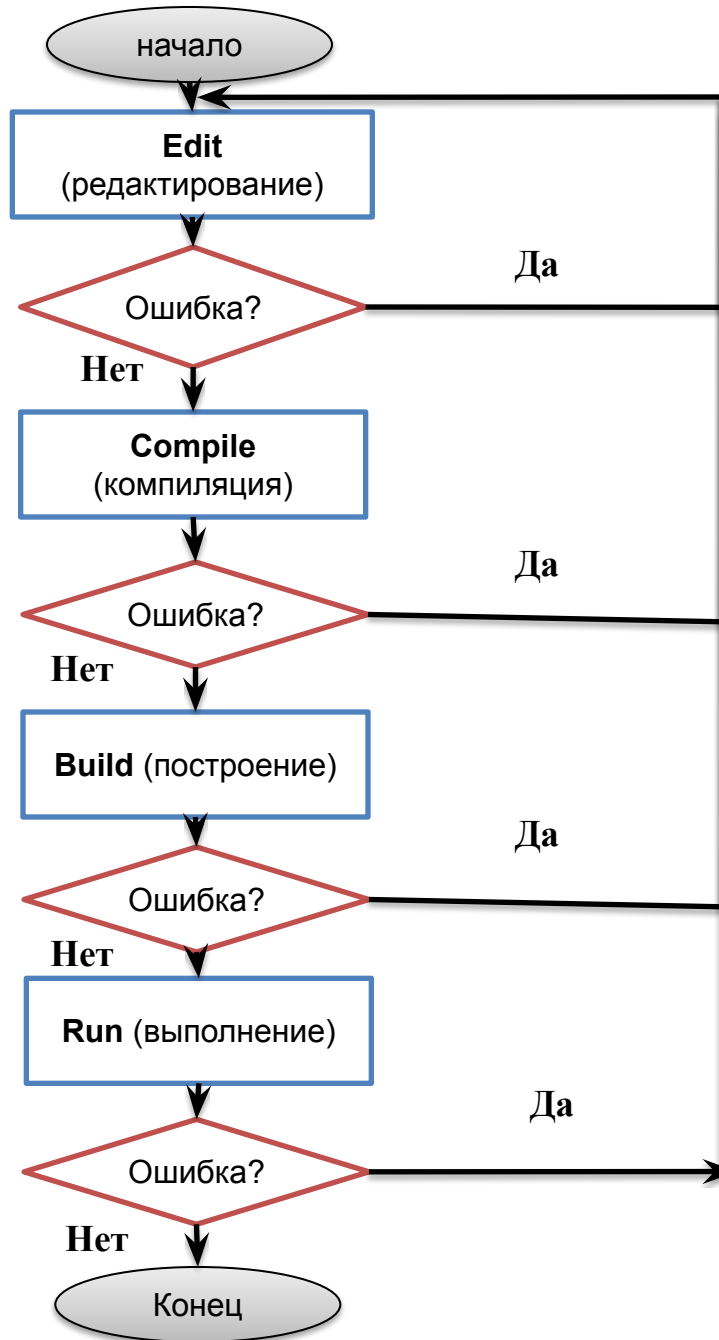 начало
Edit
(редактирование)
Да
Ошибка?
Нет
Compile
(компиляция)
Да
Ошибка?
Нет
Build (построение)
Да
Ошибка?
Нет
Run (выполнение)
Да
Ошибка?
Нет
Конец